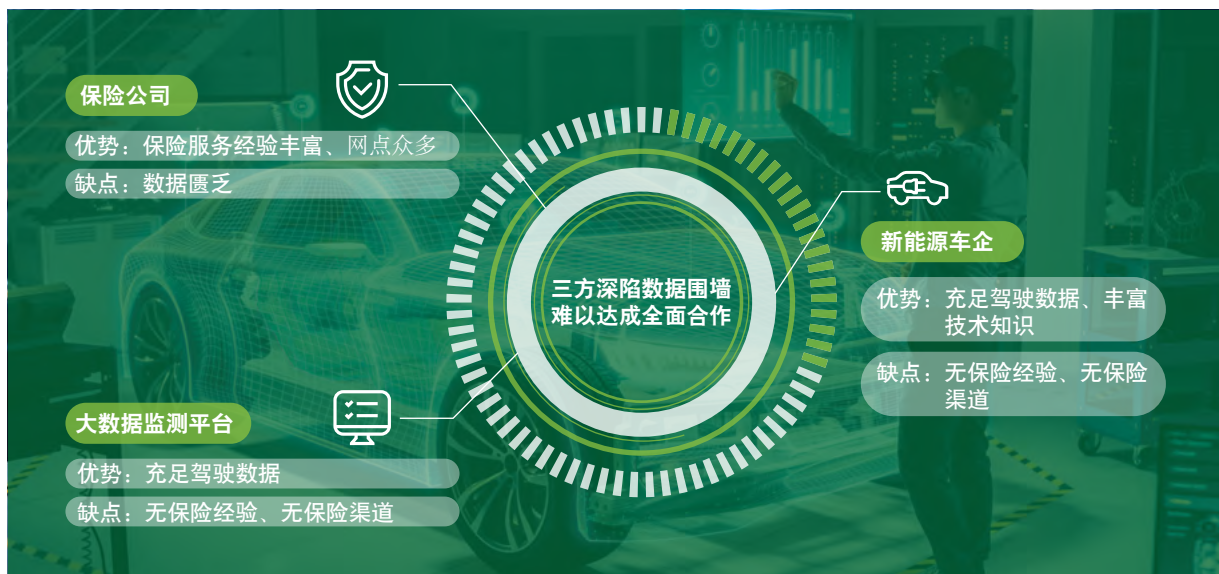 保险公司
优势：保险服务经验丰富、网点众多
缺点：数据匮乏
三方深陷数据围墙
难以达成全面合作
新能源车企
优势：充足驾驶数据、丰富
技术知识
缺点：无保险经验、无保险
渠道
大数据监测平台
优势：充足驾驶数据
缺点：无保险经验、无保险渠道